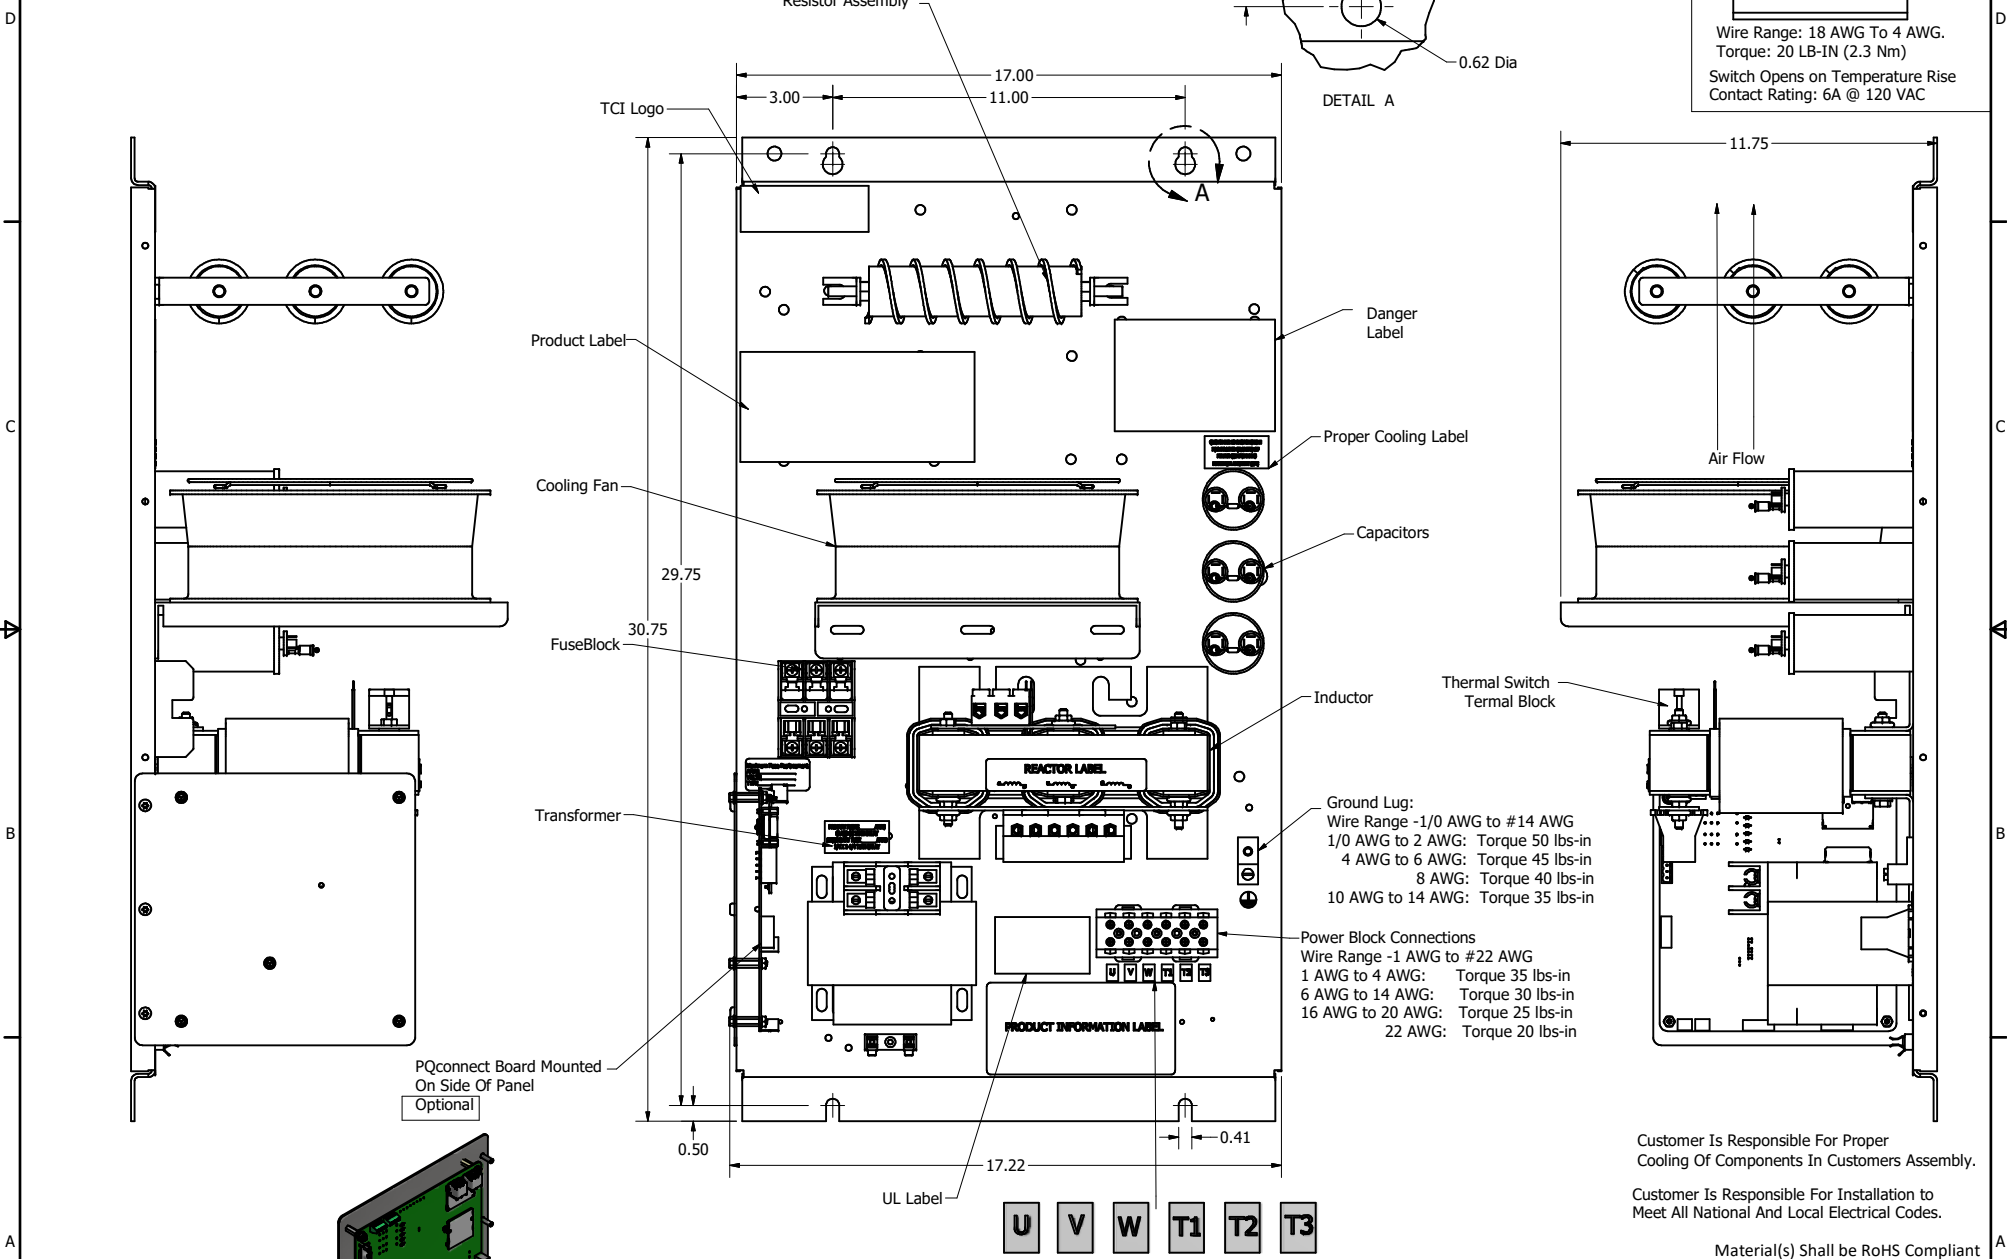 D
D
Resistor Assembly
Wire Range: 18 AWG To 4 AWG.
Torque: 20 LB-IN (2.3 Nm)
Switch Opens on Temperature Rise
Contact Rating: 6A @ 120 VAC
0.62 Dia
DETAIL A
17.00
3.00
11.00
TCI Logo
A
11.75
Danger
Label
Product Label
C
C
Proper Cooling Label
Air Flow
Cooling Fan
Capacitors
29.75
30.75
FuseBlock
Inductor
Thermal Switch
Termal Block
REACTOR LABEL
Ground Lug:
Wire Range -1/0 AWG to #14 AWG
1/0 AWG to 2 AWG: Torque 50 lbs-in
4 AWG to 6 AWG: Torque 45 lbs-in
8 AWG: Torque 40 lbs-in
10 AWG to 14 AWG: Torque 35 lbs-in
Transformer
B
B
Power Block Connections
Wire Range -1 AWG to #22 AWG
1 AWG to 4 AWG: Torque 35 lbs-in
6 AWG to 14 AWG: Torque 30 lbs-in
16 AWG to 20 AWG: Torque 25 lbs-in
22 AWG: Torque 20 lbs-in
U V W T1 T2 T3
PRODUCT INFORMATION LABEL
PQconnect Board Mounted
On Side Of Panel
Optional
0.50
0.41
17.22
UL Label
U V W T1 T2 T3
Customer Is Responsible For Proper
Cooling Of Components In Customers Assembly.
Customer Is Responsible For Installation to
Meet All National And Local Electrical Codes.
Material(s) Shall be RoHS Compliant
A
A